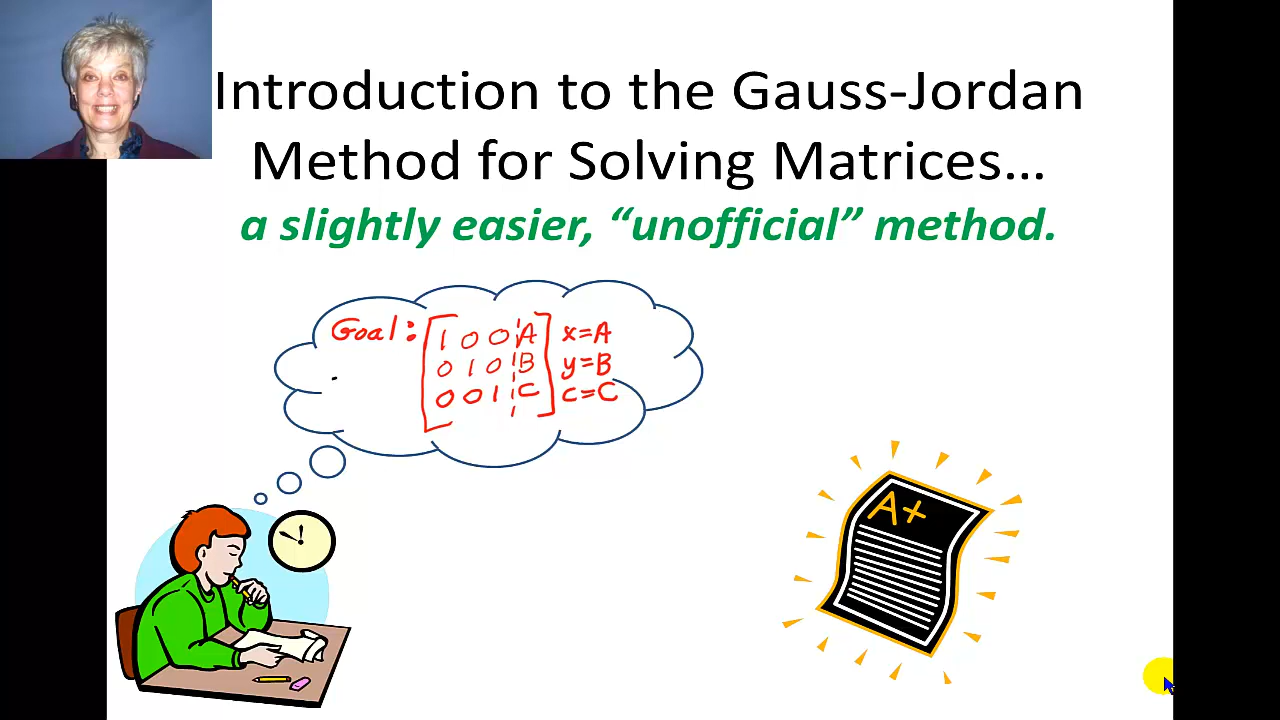 Introduction to the Gauss-Jordan
Method for Solving Matrices...
a slightly easier, “unofficial” method.
Goal: [1 0 0 ¦ A] x=A
[0 1 0 ¦ B] y=B
[0 0 1 ¦ C] c=C
A+